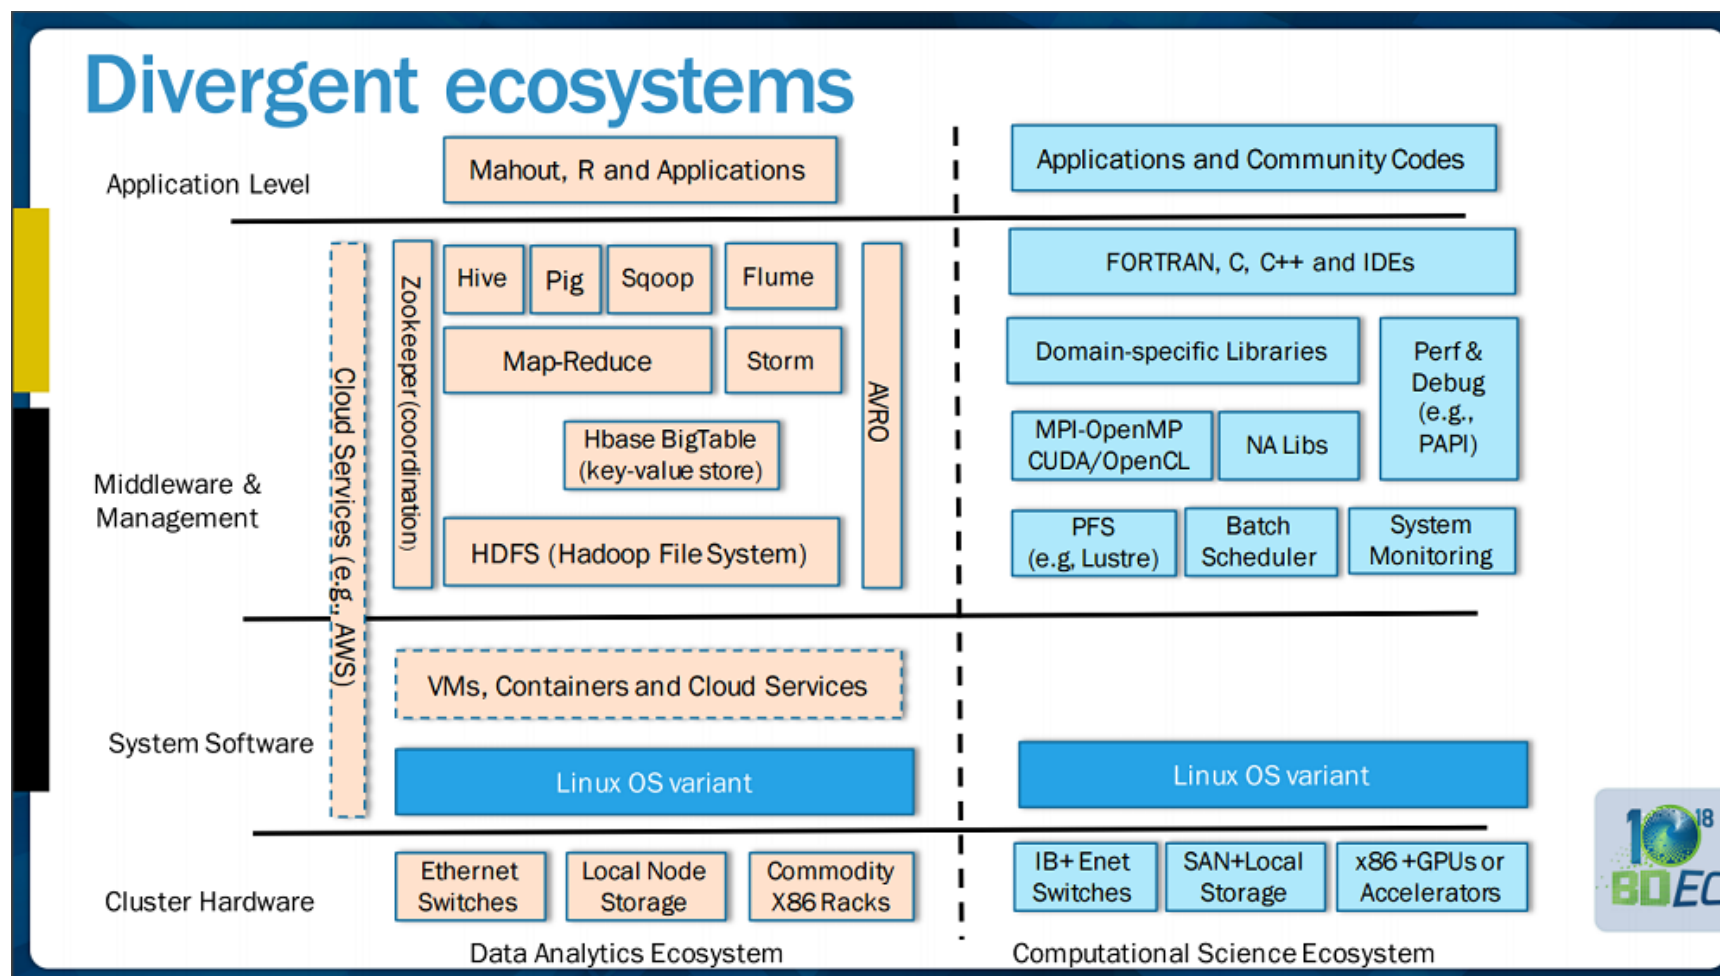 Divergent ecosystems
Application Level
Mahout, R and Applications
Applications and Community Codes
Middleware &
Management
Cloud Services (e.g., AWS)
Zookeeper (coordination)
Hive
Pig
Sqoop
Flume
Map-Reduce
Storm
Hbase BigTable
(key-value store)
HDFS (Hadoop File System)
AVRO
FORTRAN, C, C++ and IDEs
Domain-specific Libraries
Perf &
Debug
(e.g.,
PAPI)
MPI-OpenMP
CUDA/OpenCL
NA Libs
PFS
(e.g, Lustre)
Batch
Scheduler
System
Monitoring
System Software
VMs, Containers and Cloud Services
Linux OS variant
Linux OS variant
Cluster Hardware
Ethernet
Switches
Local Node
Storage
Commodity
X86 Racks
IB+ Enet
Switches
SAN+Local
Storage
x86 +GPUs or
Accelerators
Data Analytics Ecosystem
Computational Science Ecosystem
10 18
BDEC